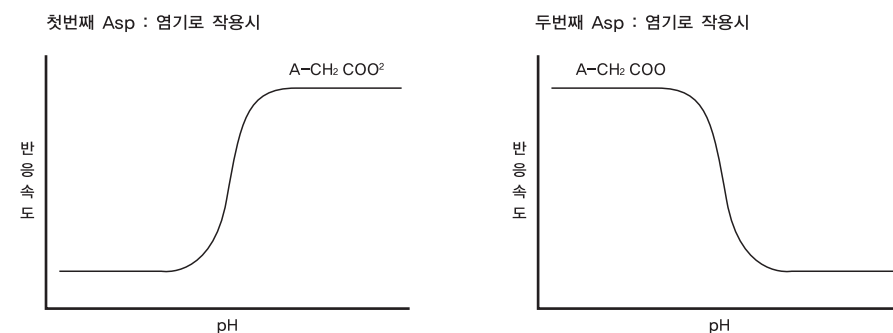 첫번째 Asp : 염기로 작용시
A-CH₂ COO²
반응속도
pH
두번째 Asp : 염기로 작용시
A-CH₂ COO
반응속도
pH